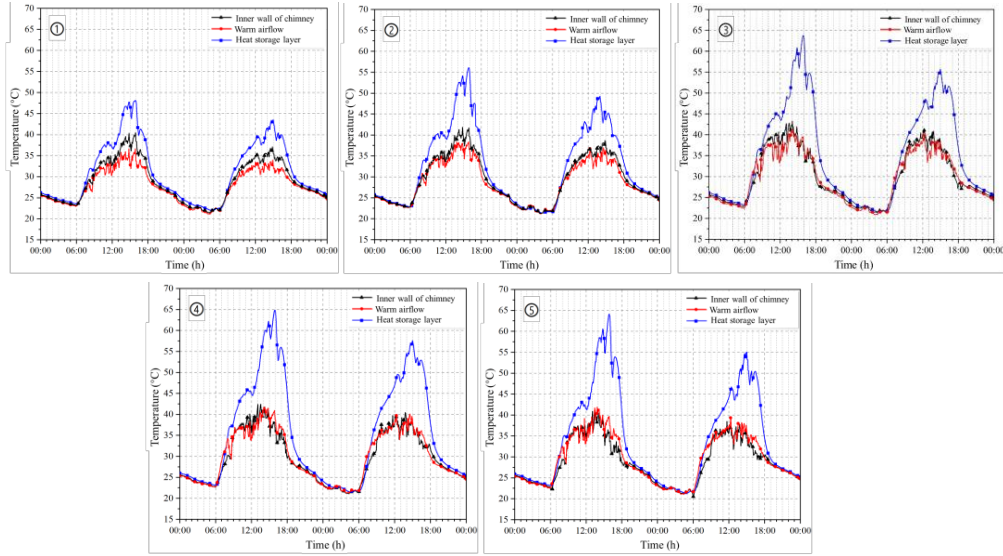 ①
Inner wall of chimney
Warm airflow
Heat storage layer
Temperature (°C)
70
65
60
55
50
45
40
35
30
25
20
15
00:00 06:00 12:00 18:00 00:00 06:00 12:00 18:00 00:00
Time (h)
②
Inner wall of chimney
Warm airflow
Heat storage layer
Temperature (°C)
70
65
60
55
50
45
40
35
30
25
20
15
00:00 06:00 12:00 18:00 00:00 06:00 12:00 18:00 00:00
Time (h)
③
Inner wall of chimney
Warm airflow
Heat storage layer
Temperature (°C)
70
65
60
55
50
45
40
35
30
25
20
15
00:00 06:00 12:00 18:00 00:00 06:00 12:00 18:00 00:00
Time (h)
④
Inner wall of chimney
Warm airflow
Heat storage layer
Temperature (°C)
70
65
60
55
50
45
40
35
30
25
20
15
00:00 06:00 12:00 18:00 00:00 06:00 12:00 18:00 00:00
Time (h)
⑤
Inner wall of chimney
Warm airflow
Heat storage layer
Temperature (°C)
70
65
60
55
50
45
40
35
30
25
20
15
00:00 06:00 12:00 18:00 00:00 06:00 12:00 18:00 00:00
Time (h)